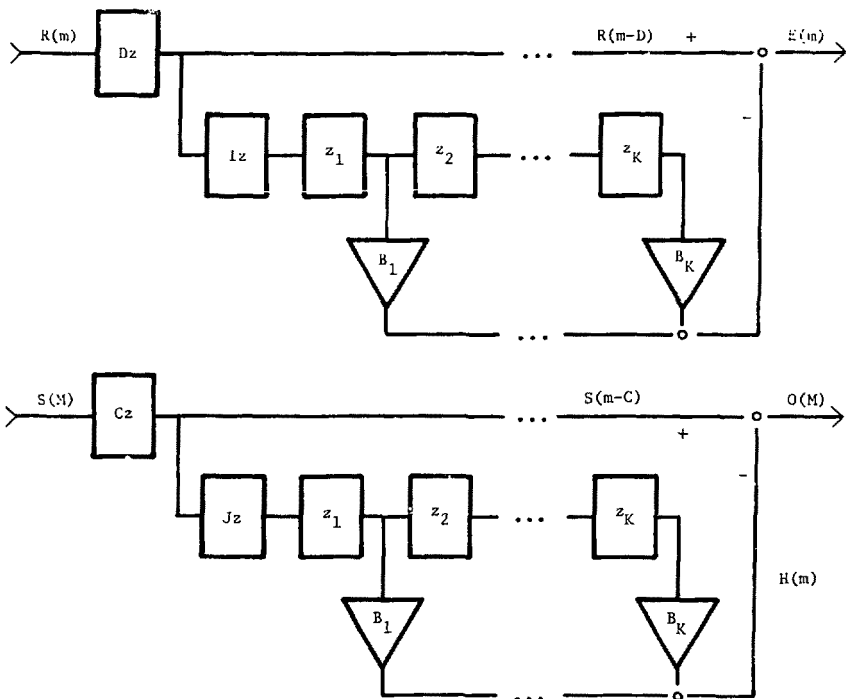 R(m) Dz ... R(m-D) + E(m)
-
Iz z1 z2 ... zK
B1 BK
...
S(M) Cz ... S(m-C) + O(M)
-
Jz z1 z2 ... zK
H(m)
B1 BK
...